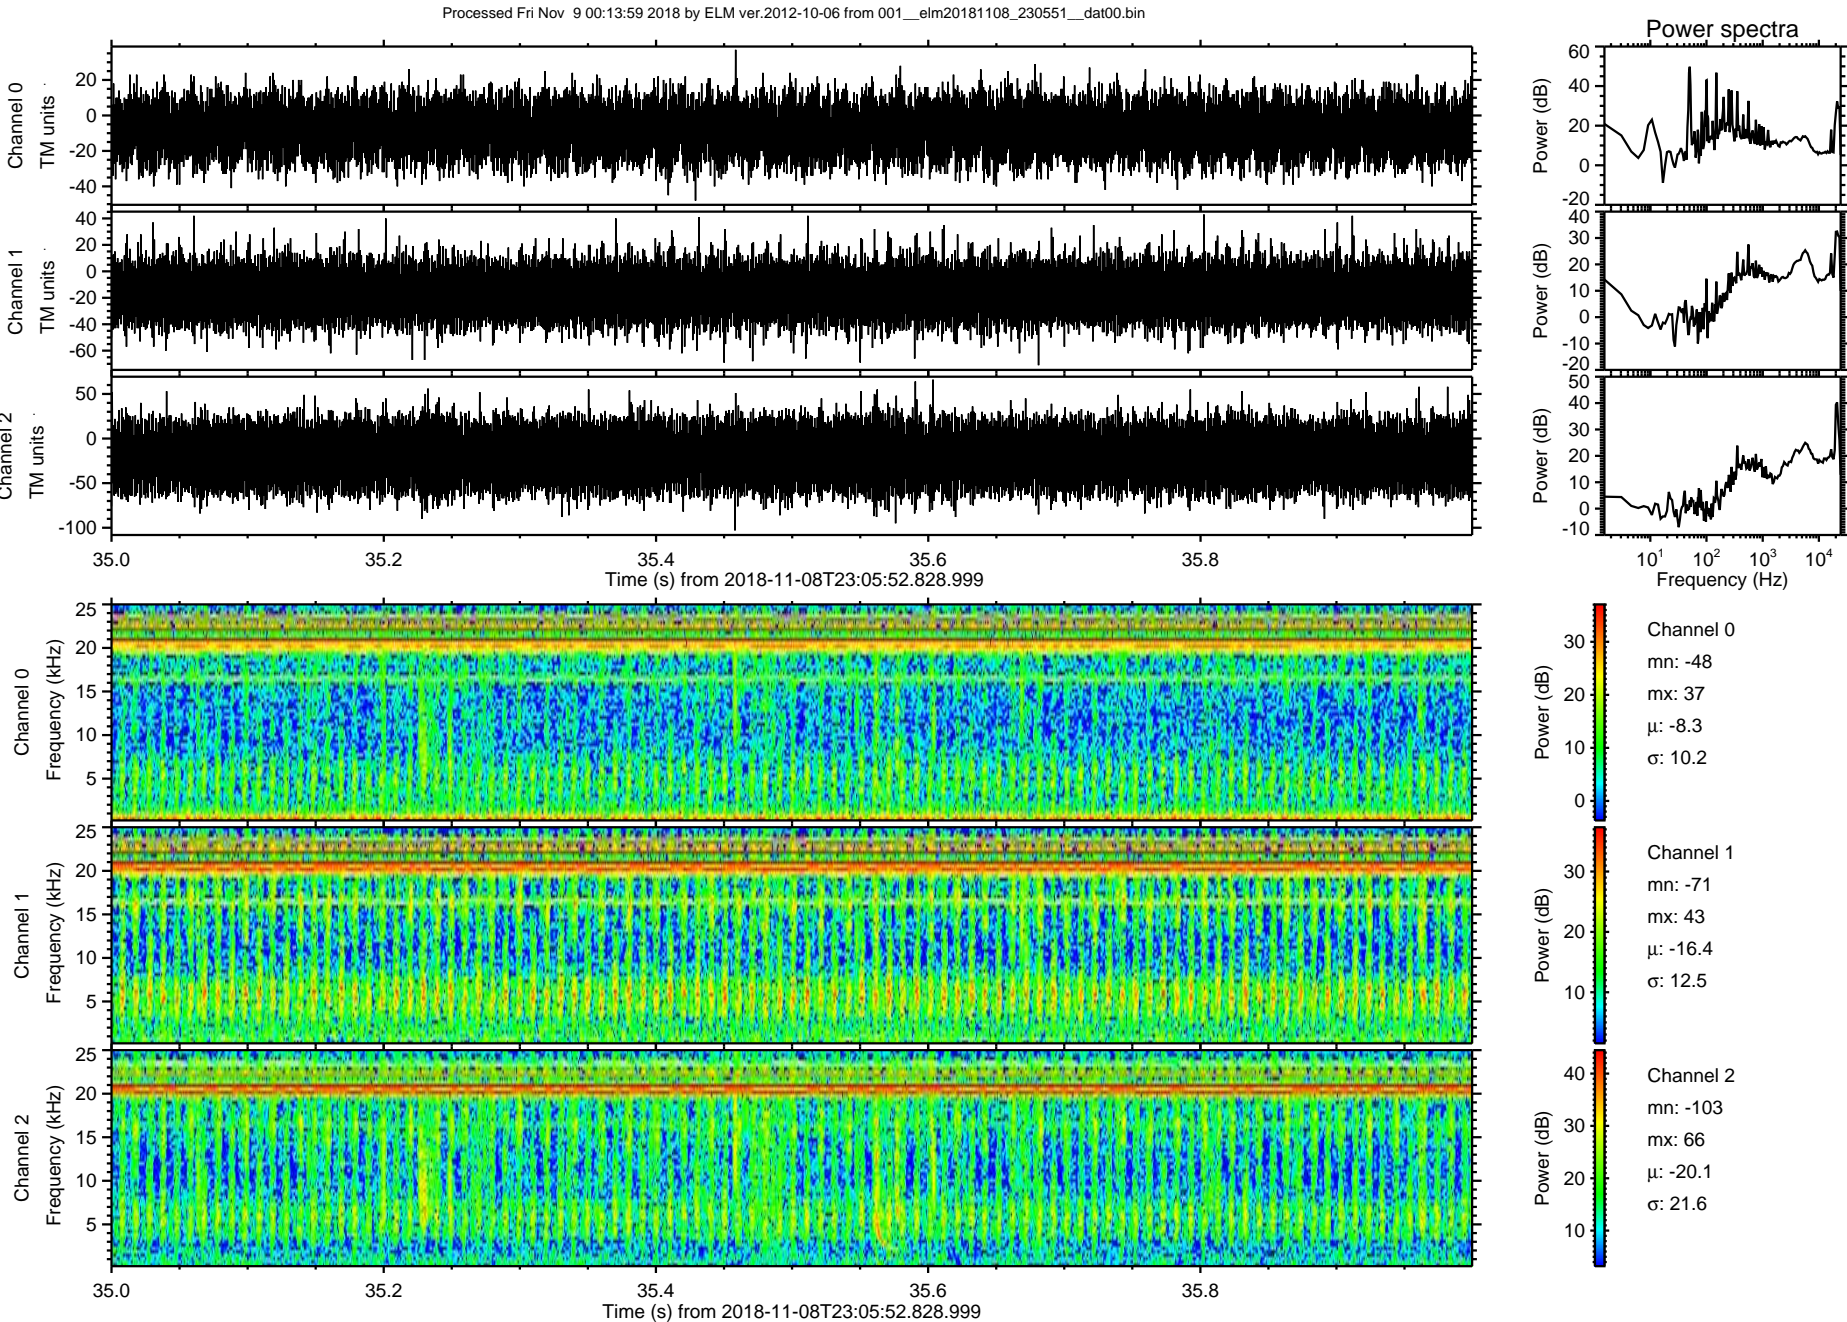 Processed Fri Nov  9 00:13:59 2018 by ELM ver.2012-10-06 from 001__elm20181108_230551__dat00.bin
Power spectra
Channel 0
TM units
20
0
-20
-40
Power (dB)
60
40
20
0
-20
Channel 1
TM units
40
20
0
-20
-40
-60
Power (dB)
40
30
20
10
0
-10
-20
Channel 2
TM units
50
0
-50
-100
Power (dB)
50
40
30
20
10
0
-10
35.0 35.2 35.4 35.6 35.8
Time (s) from 2018-11-08T23:05:52.828.999
10^1 10^2 10^3 10^4
Frequency (Hz)
Channel 0
Frequency (kHz)
25
20
15
10
5
Power (dB)
30
20
10
0
Channel 0
mn: -48
mx: 37
μ: -8.3
σ: 10.2
Channel 1
Frequency (kHz)
25
20
15
10
5
Power (dB)
30
20
10
Channel 1
mn: -71
mx: 43
μ: -16.4
σ: 12.5
Channel 2
Frequency (kHz)
25
20
15
10
5
Power (dB)
40
30
20
10
Channel 2
mn: -103
mx: 66
μ: -20.1
σ: 21.6
35.0 35.2 35.4 35.6 35.8
Time (s) from 2018-11-08T23:05:52.828.999